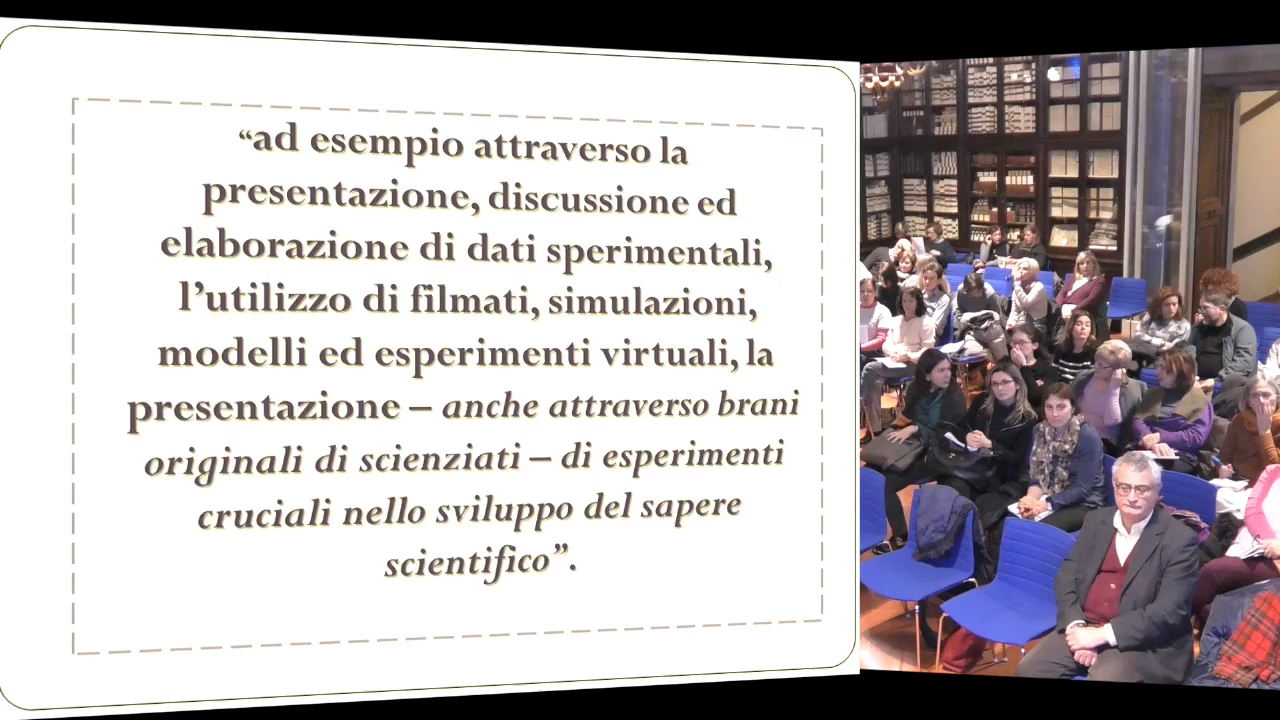 “ad esempio attraverso la
presentazione, discussione ed
elaborazione di dati sperimentali,
l’utilizzo di filmati, simulazioni,
modelli ed esperimenti virtuali, la
presentazione – anche attraverso brani
originali di scienziati – di esperimenti
cruciali nello sviluppo del sapere
scientifico”.